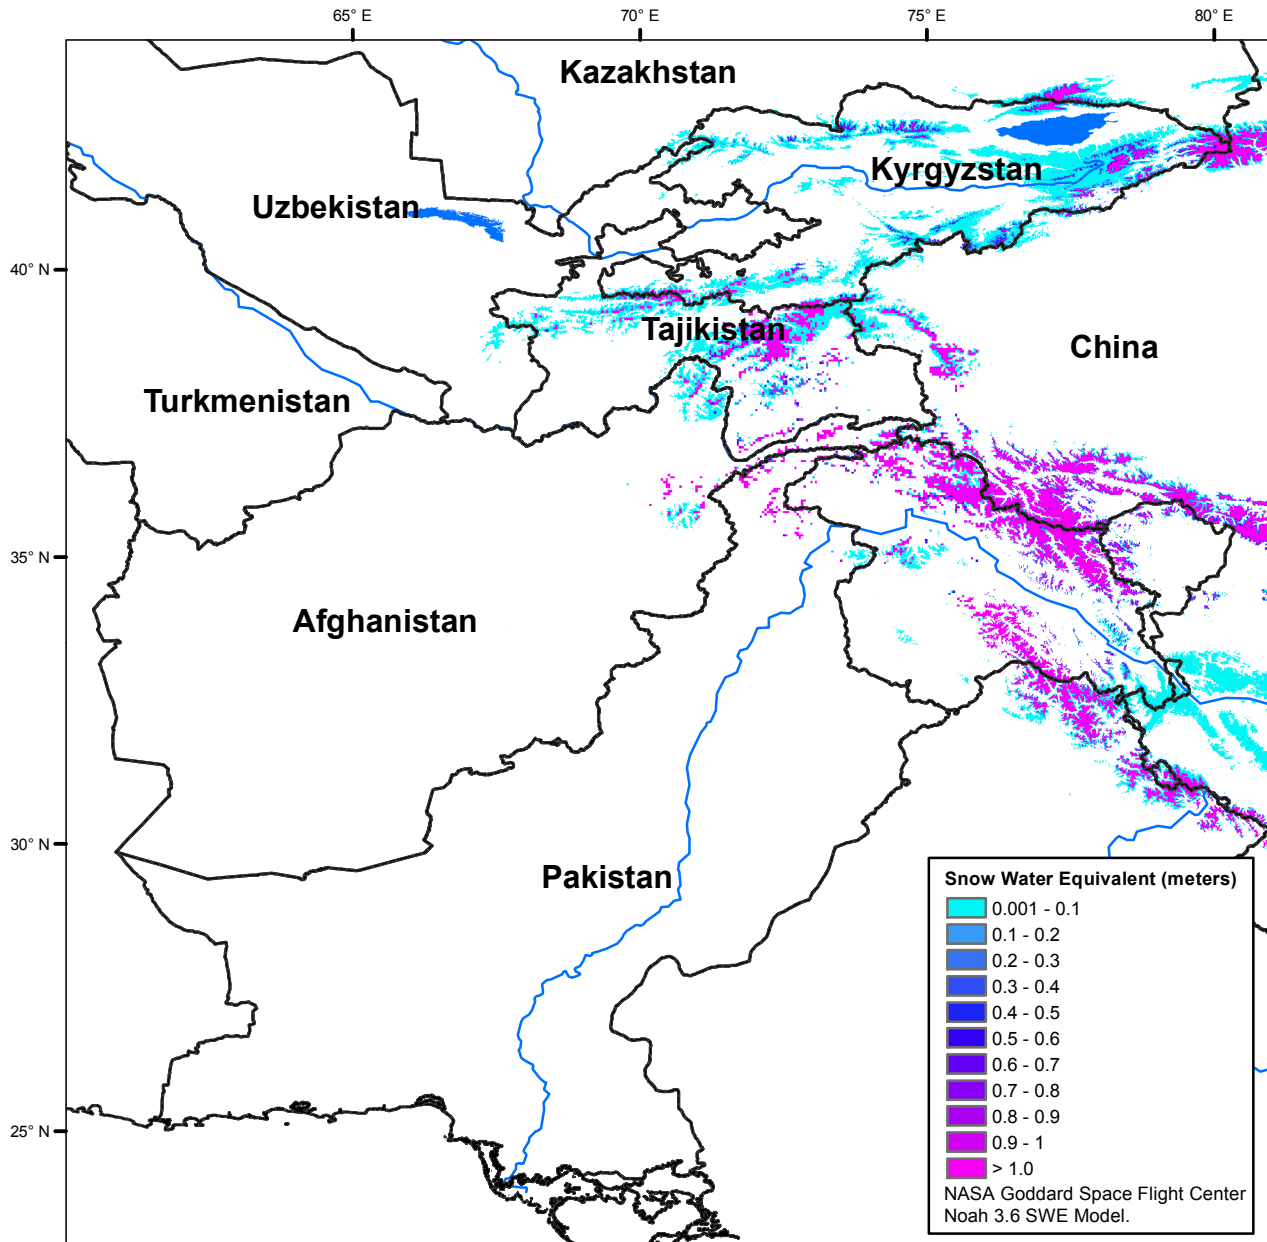 65° E
70° E
75° E
80° E
Kazakhstan
Kyrgyzstan
Uzbekistan
40° N
Tajikistan
China
Turkmenistan
35° N
Afghanistan
30° N
Pakistan
Snow Water Equivalent (meters)
0.001 - 0.1
0.1 - 0.2
0.2 - 0.3
0.3 - 0.4
0.4 - 0.5
0.5 - 0.6
0.6 - 0.7
0.7 - 0.8
0.8 - 0.9
0.9 - 1
> 1.0
NASA Goddard Space Flight Center
Noah 3.6 SWE Model.
25° N